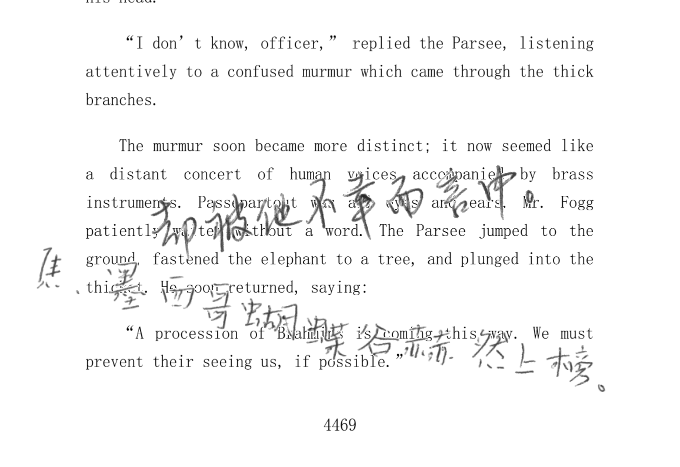 his head.
“I don’t know, officer,” replied the Parsee, listening
attentively to a confused murmur which came through the thick
branches.
The murmur soon became more distinct; it now seemed like
a distant concert of human voices accompanied by brass
instruments. Passepartout was all eyes and ears. Mr. Fogg
patiently waited without a word. The Parsee jumped to the
ground, fastened the elephant to a tree, and plunged into the
thicket. He soon returned, saying:
“A procession of Brahmins is coming this way. We must
prevent their seeing us, if possible.”
却被他不幸而言中。
焦、墨西哥蝴蝶谷赫然上榜。
4469